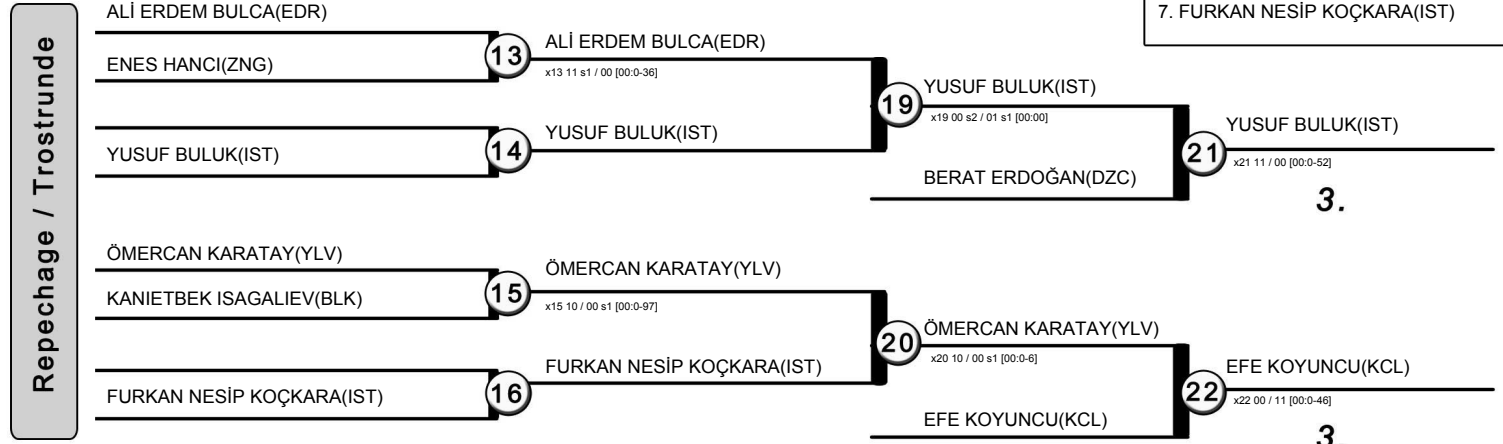 Repechage / Trostrunde
7. FURKAN NESİP KOÇKARA(IST)
ALİ ERDEM BULCA(EDR)
ENES HANCI(ZNG)
13
ALİ ERDEM BULCA(EDR)
x13 11 s1 / 00 [00:0-36]
YUSUF BULUK(IST)
14
YUSUF BULUK(IST)
19
YUSUF BULUK(IST)
x19 00 s2 / 01 s1 [00:00]
BERAT ERDOĞAN(DZC)
21
YUSUF BULUK(IST)
x21 11 / 00 [00:0-52]
3.
ÖMERCAN KARATAY(YLV)
KANIETBEK ISAGALIEV(BLK)
15
ÖMERCAN KARATAY(YLV)
x15 10 / 00 s1 [00:0-97]
FURKAN NESİP KOÇKARA(IST)
16
FURKAN NESİP KOÇKARA(IST)
20
ÖMERCAN KARATAY(YLV)
x20 10 / 00 s1 [00:0-6]
EFE KOYUNCU(KCL)
22
EFE KOYUNCU(KCL)
x22 00 / 11 [00:0-46]
3